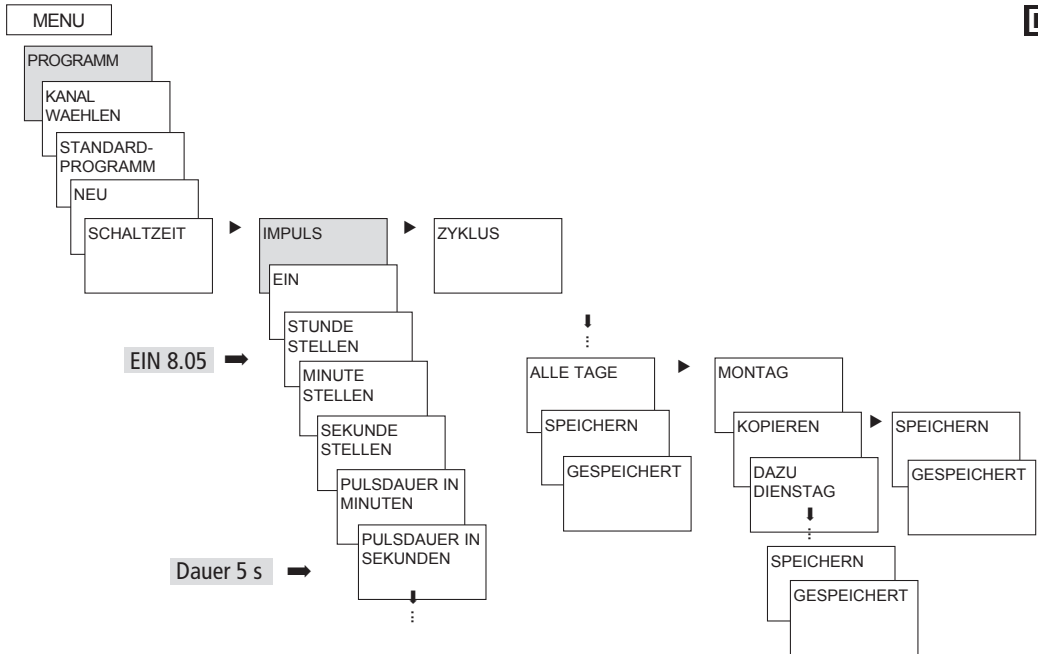 MENU
PROGRAMM
KANAL
WAEHLEN
STANDARD-
PROGRAMM
NEU
SCHALTZEIT
IMPULS
ZYKLUS
EIN
STUNDE
STELLEN
EIN 8.05
MINUTE
STELLEN
SEKUNDE
STELLEN
PULSDAUER IN
MINUTEN
PULSDAUER IN
SEKUNDEN
Dauer 5 s
ALLE TAGE
SPEICHERN
GESPEICHERT
MONTAG
KOPIEREN
DAZU
DIENSTAG
SPEICHERN
GESPEICHERT
SPEICHERN
GESPEICHERT